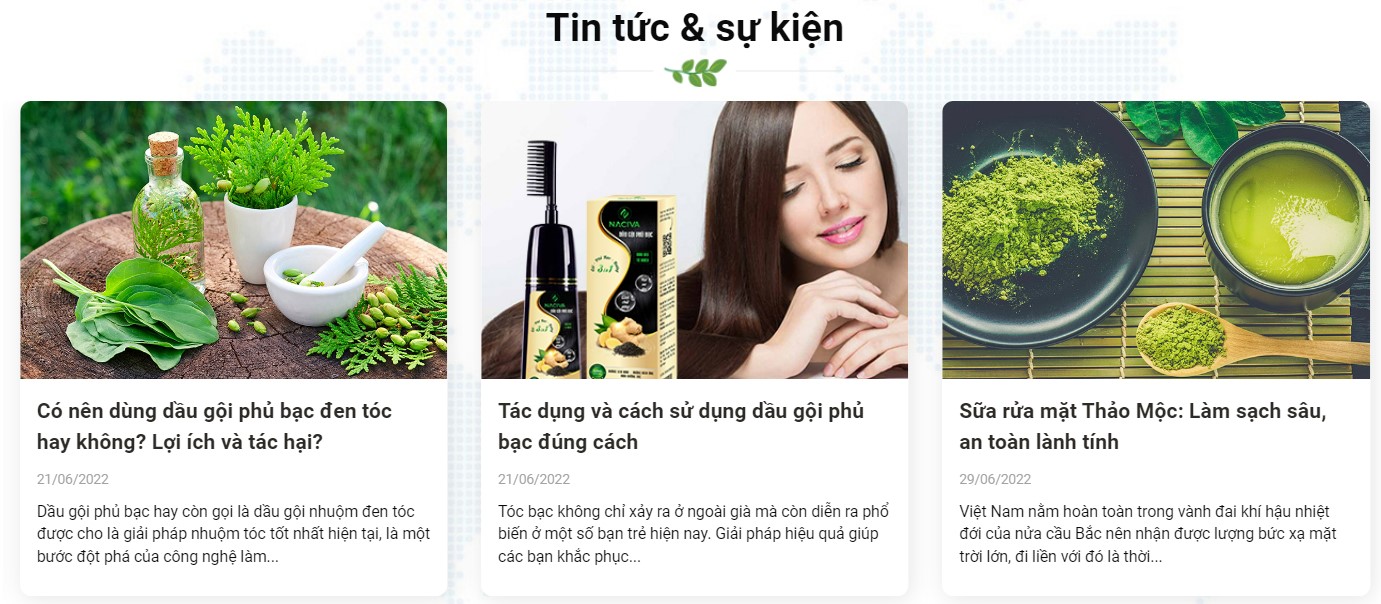 Tin tức & sự kiện
NACIVA
DẦU GỘI PHỦ BẠC
NACIVA
Có nên dùng dầu gội phủ bạc đen tóc
hay không? Lợi ích và tác hại?
21/06/2022
Dầu gội phủ bạc hay còn gọi là dầu gội nhuộm đen tóc
được cho là giải pháp nhuộm tóc tốt nhất hiện tại, là một
bước đột phá của công nghệ làm...
Tác dụng và cách sử dụng dầu gội phủ
bạc đúng cách
21/06/2022
Tóc bạc không chỉ xảy ra ở ngoài già mà còn diễn ra phổ
biến ở một số bạn trẻ hiện nay. Giải pháp hiệu quả giúp
các bạn khắc phục...
Sữa rửa mặt Thảo Mộc: Làm sạch sâu,
an toàn lành tính
29/06/2022
Việt Nam nằm hoàn toàn trong vành đai khí hậu nhiệt
đới của nửa cầu Bắc nên nhận được lượng bức xạ mặt
trời lớn, đi liền với đó là thời...